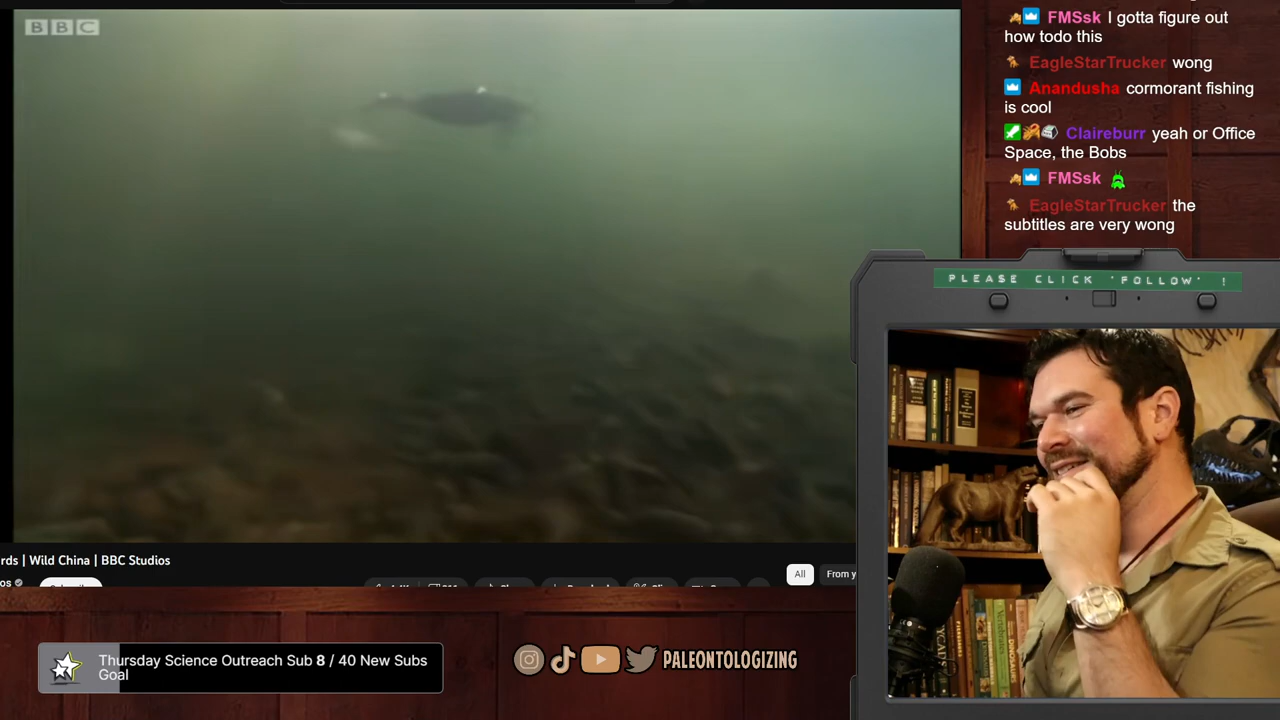 BBC
FMSsk I gotta figure out
how todo this
EagleStarTrucker wong
Anandusha cormorant fishing
is cool
Claireburr yeah or Office
Space, the Bobs
FMSsk
EagleStarTrucker the
subtitles are very wong
PLEASE CLICK "FOLLOW" !
rds | Wild China | BBC Studios
os
All
From y
Thursday Science Outreach Sub 8 / 40 New Subs
Goal
PALEONTOLOGIZING